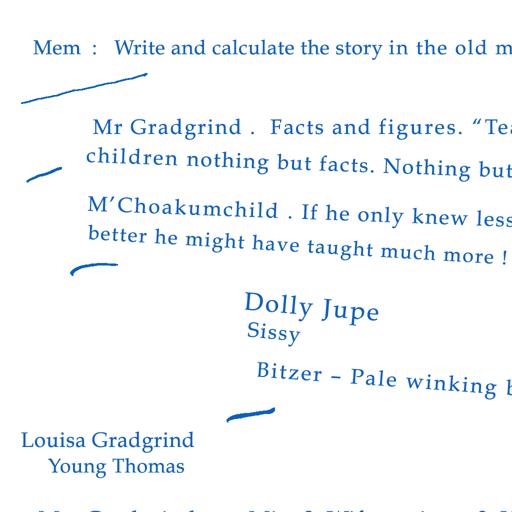 Mem : Write and calculate the story in the old
Mr Gradgrind . Facts and figures. “
children nothing but facts. Nothing but
M’Choakumchild . If he only knew less
better he might have taught much more !
Dolly Jupe
Sissy
Bitzer – Pale winking
Louisa Gradgrind
Young Thomas